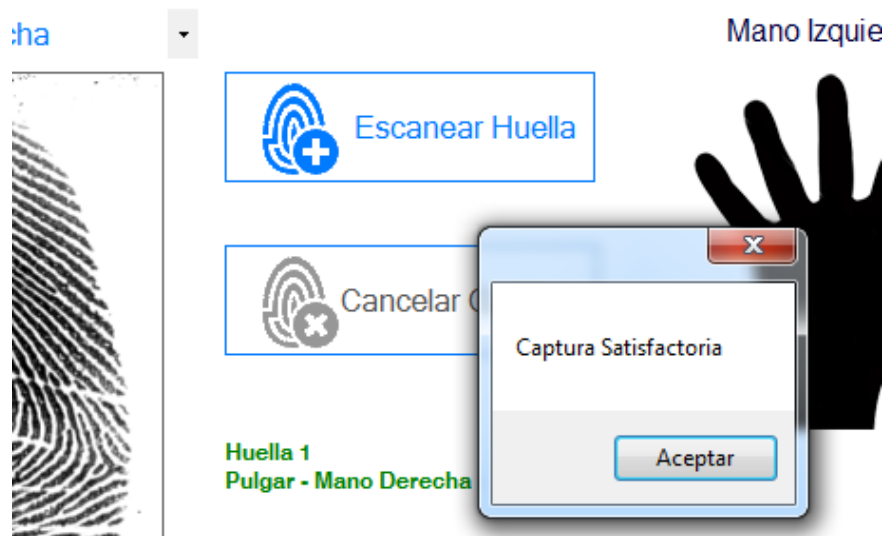 cha
Mano Izquie
Escanear Huella
Cancelar
Captura Satisfactoria
Aceptar
Huella 1
Pulgar - Mano Derecha